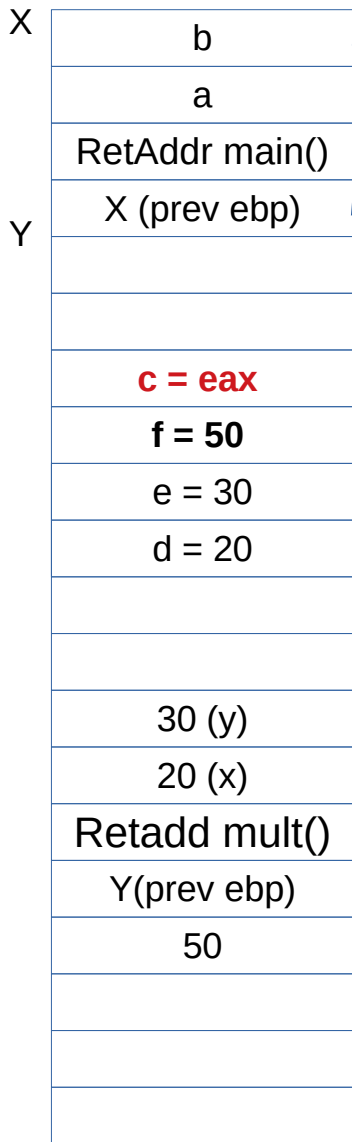 X
b
a
RetAddr main()
X (prev ebp)
Y
c = eax
f = 50
e = 30
d = 20
30 (y)
20 (x)
Retadd mult()
Y(prev ebp)
50